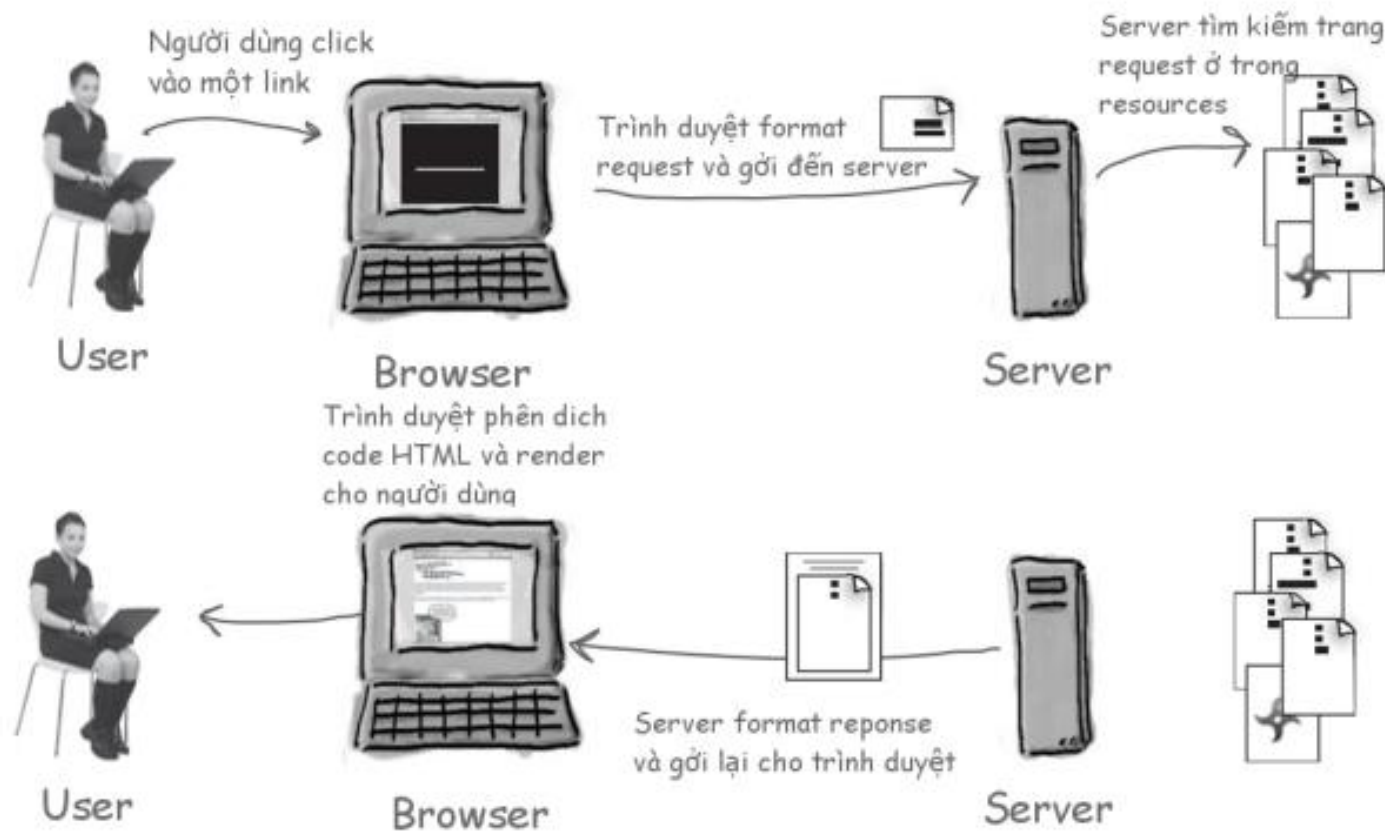 Người dùng click
vào một link
Server tìm kiếm trang
request ở trong
resources
Trình duyệt format
request và gởi đến server
User
Browser
Server
Trình duyệt phên dich
code HTML và render
cho người dùng
Server format reponse
và gởi lại cho trình duyệt
User
Browser
Server